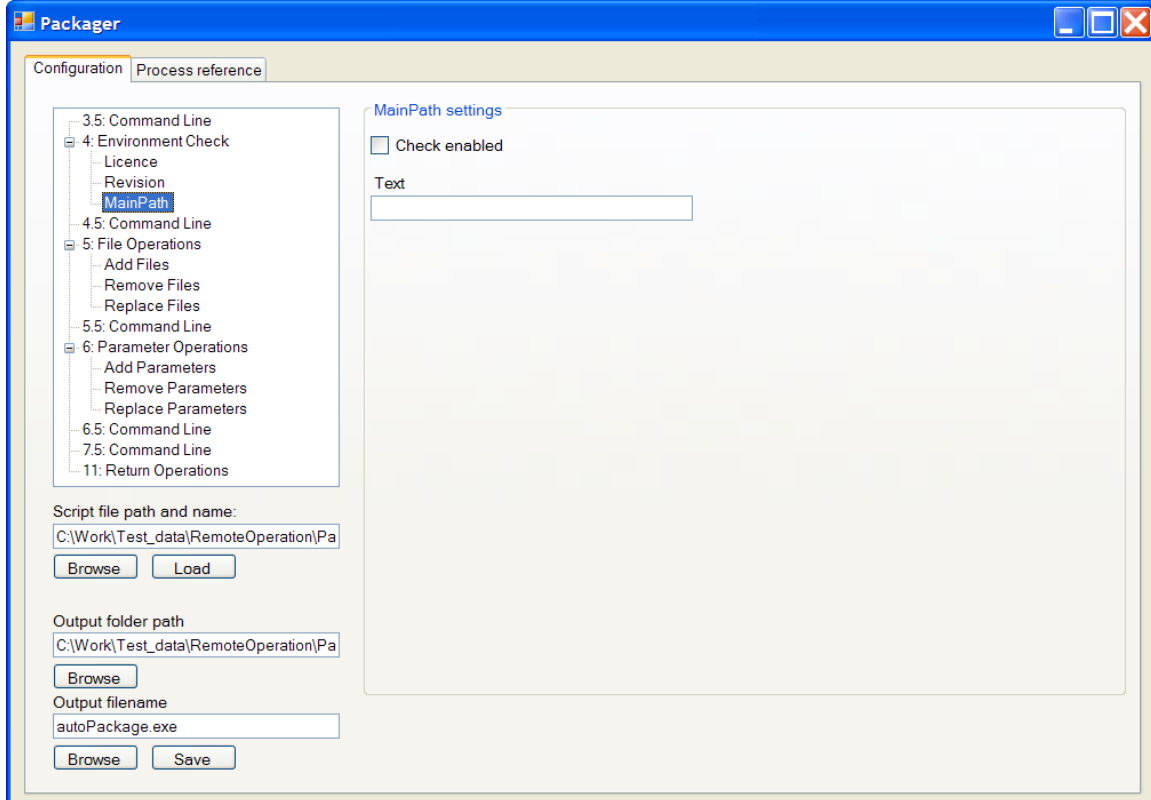 Packager
Configuration
Process reference
3.5: Command Line
4: Environment Check
Licence
Revision
MainPath
4.5: Command Line
5: File Operations
Add Files
Remove Files
Replace Files
5.5: Command Line
6: Parameter Operations
Add Parameters
Remove Parameters
Replace Parameters
6.5: Command Line
7.5: Command Line
11: Return Operations
Script file path and name:
C:\Work\Test_data\RemoteOperation\Pa
Browse
Load
Output folder path
C:\Work\Test_data\RemoteOperation\Pa
Browse
Output filename
autoPackage.exe
Browse
Save
MainPath settings
Check enabled
Text